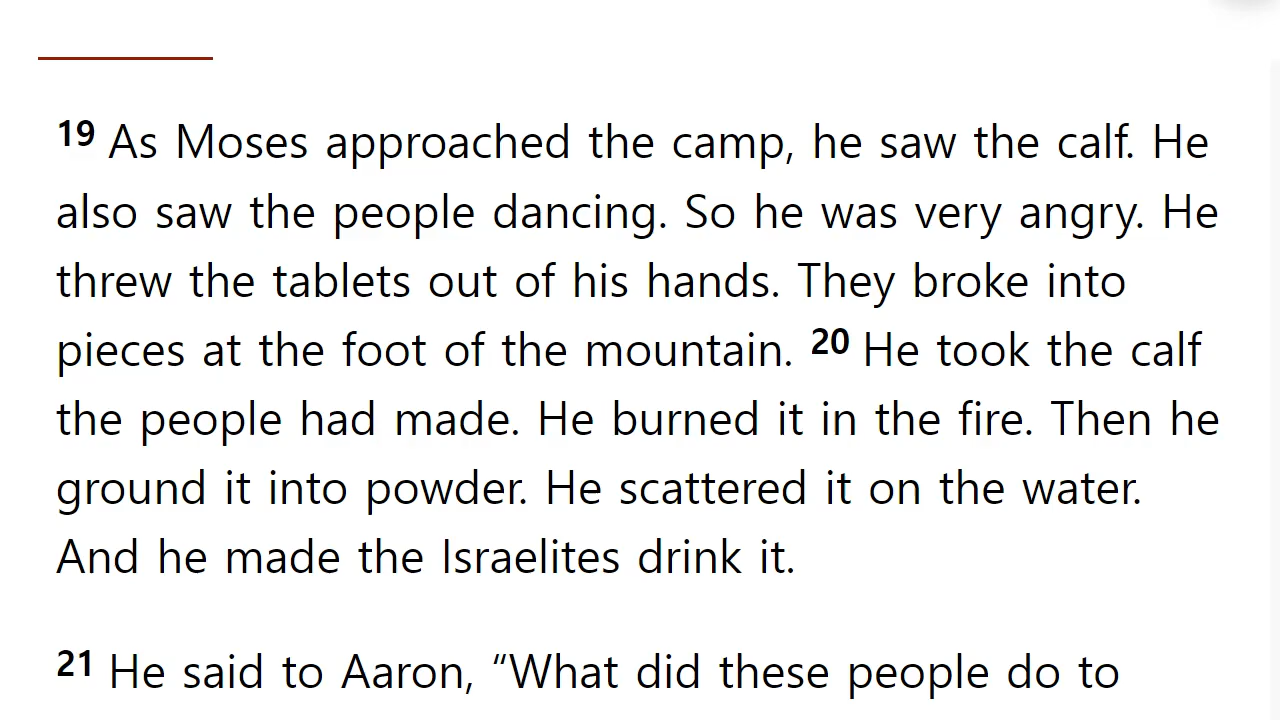 19 As Moses approached the camp, he saw the calf. He
also saw the people dancing. So he was very angry. He
threw the tablets out of his hands. They broke into
pieces at the foot of the mountain. 20 He took the calf
the people had made. He burned it in the fire. Then he
ground it into powder. He scattered it on the water.
And he made the Israelites drink it.
21 He said to Aaron, “What did these people do to